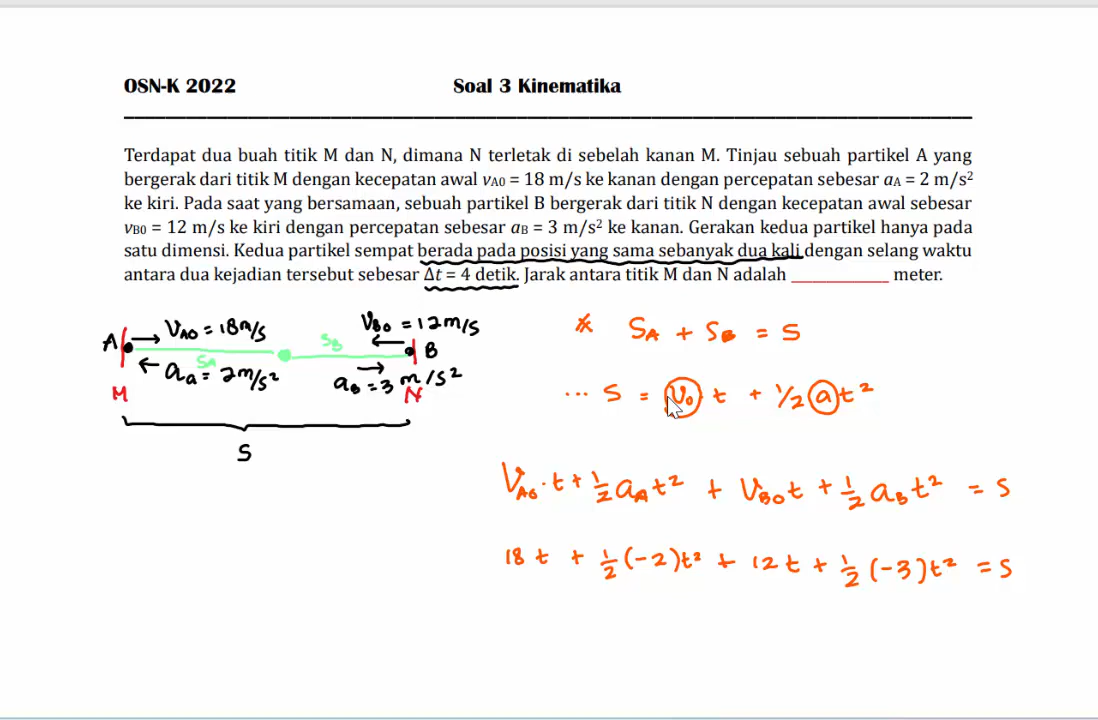 OSN-K 2022 Soal 3 Kinematika
Terdapat dua buah titik M dan N, dimana N terletak di sebelah kanan M. Tinjau sebuah partikel A yang
bergerak dari titik M dengan kecepatan awal vA0 = 18 m/s ke kanan dengan percepatan sebesar aA = 2 m/s²
ke kiri. Pada saat yang bersamaan, sebuah partikel B bergerak dari titik N dengan kecepatan awal sebesar
vB0 = 12 m/s ke kiri dengan percepatan sebesar aB = 3 m/s² ke kanan. Gerakan kedua partikel hanya pada
satu dimensi. Kedua partikel sempat berada pada posisi yang sama sebanyak dua kali dengan selang waktu
antara dua kejadian tersebut sebesar Δt = 4 detik. Jarak antara titik M dan N adalah __________ meter.
A → VA0 = 18m/s
SA
← aa = 2m/s²
M
VB0 = 12m/s
SB ←
B
→
aB = 3 m/s²
N
S
* SA + SB = S
... S = V0 t + 1/2 a t²
VA0 . t + 1/2 aA t² + VB0 t + 1/2 aB t² = S
18 t + 1/2 (-2)t² + 12t + 1/2 (-3)t² = S